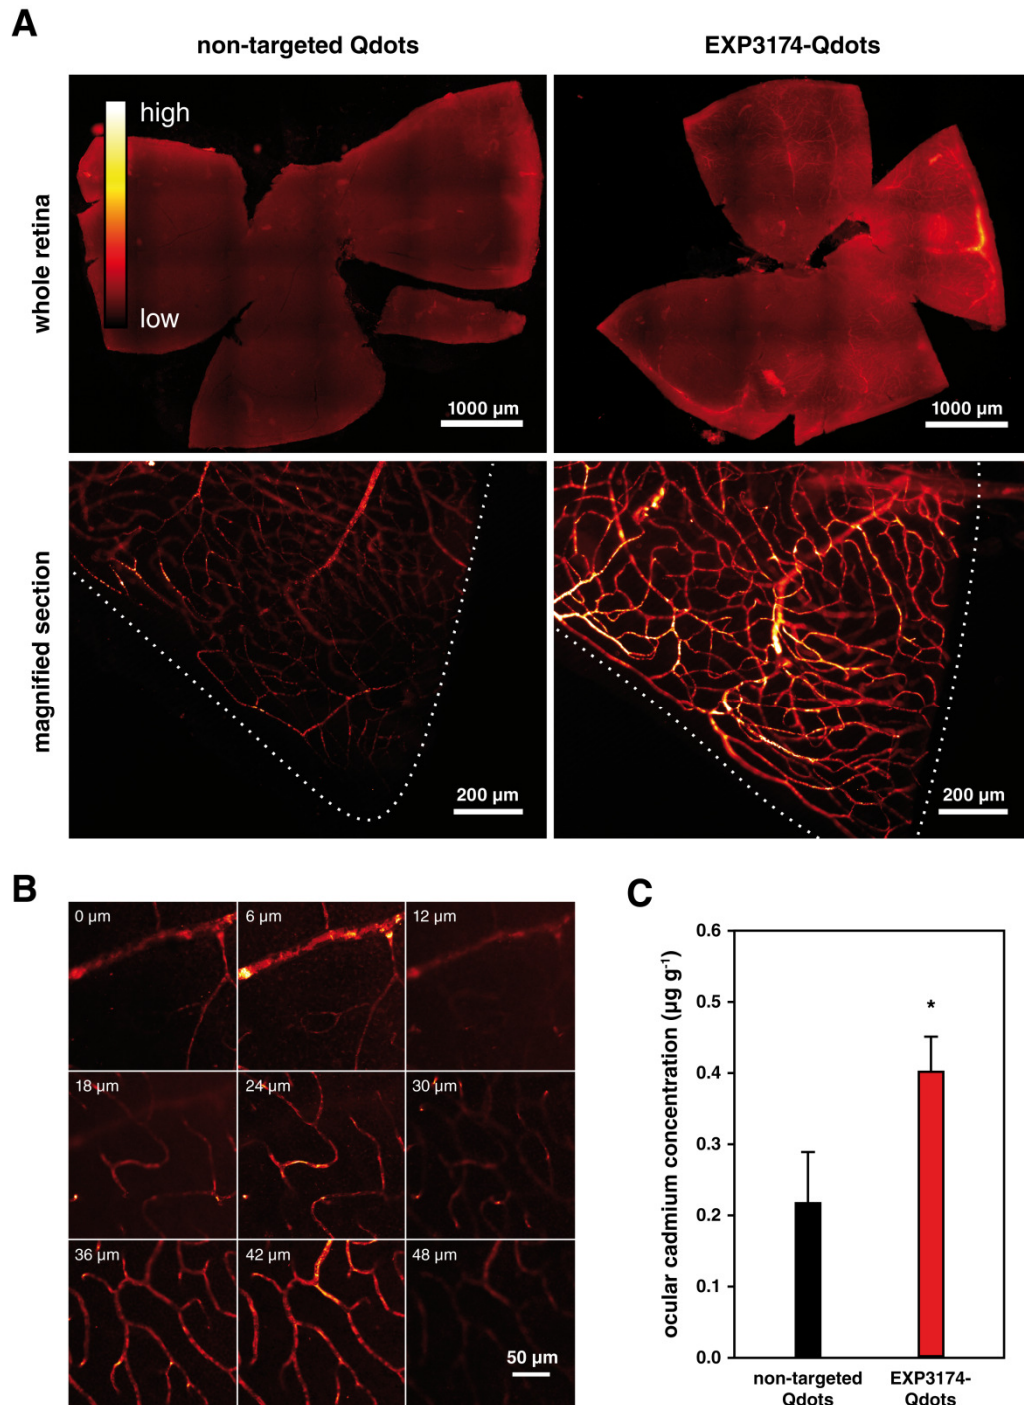 A
non-targeted Qdots
EXP3174-Qdots
whole retina
high
low
1000 µm
1000 µm
magnified section
200 µm
200 µm
B
0 µm
6 µm
12 µm
18 µm
24 µm
30 µm
36 µm
42 µm
48 µm
50 µm
C
ocular cadmium concentration (µg g⁻¹)
0.6
0.5
0.4
0.3
0.2
0.1
0.0
*
non-targeted
Qdots
EXP3174-
Qdots